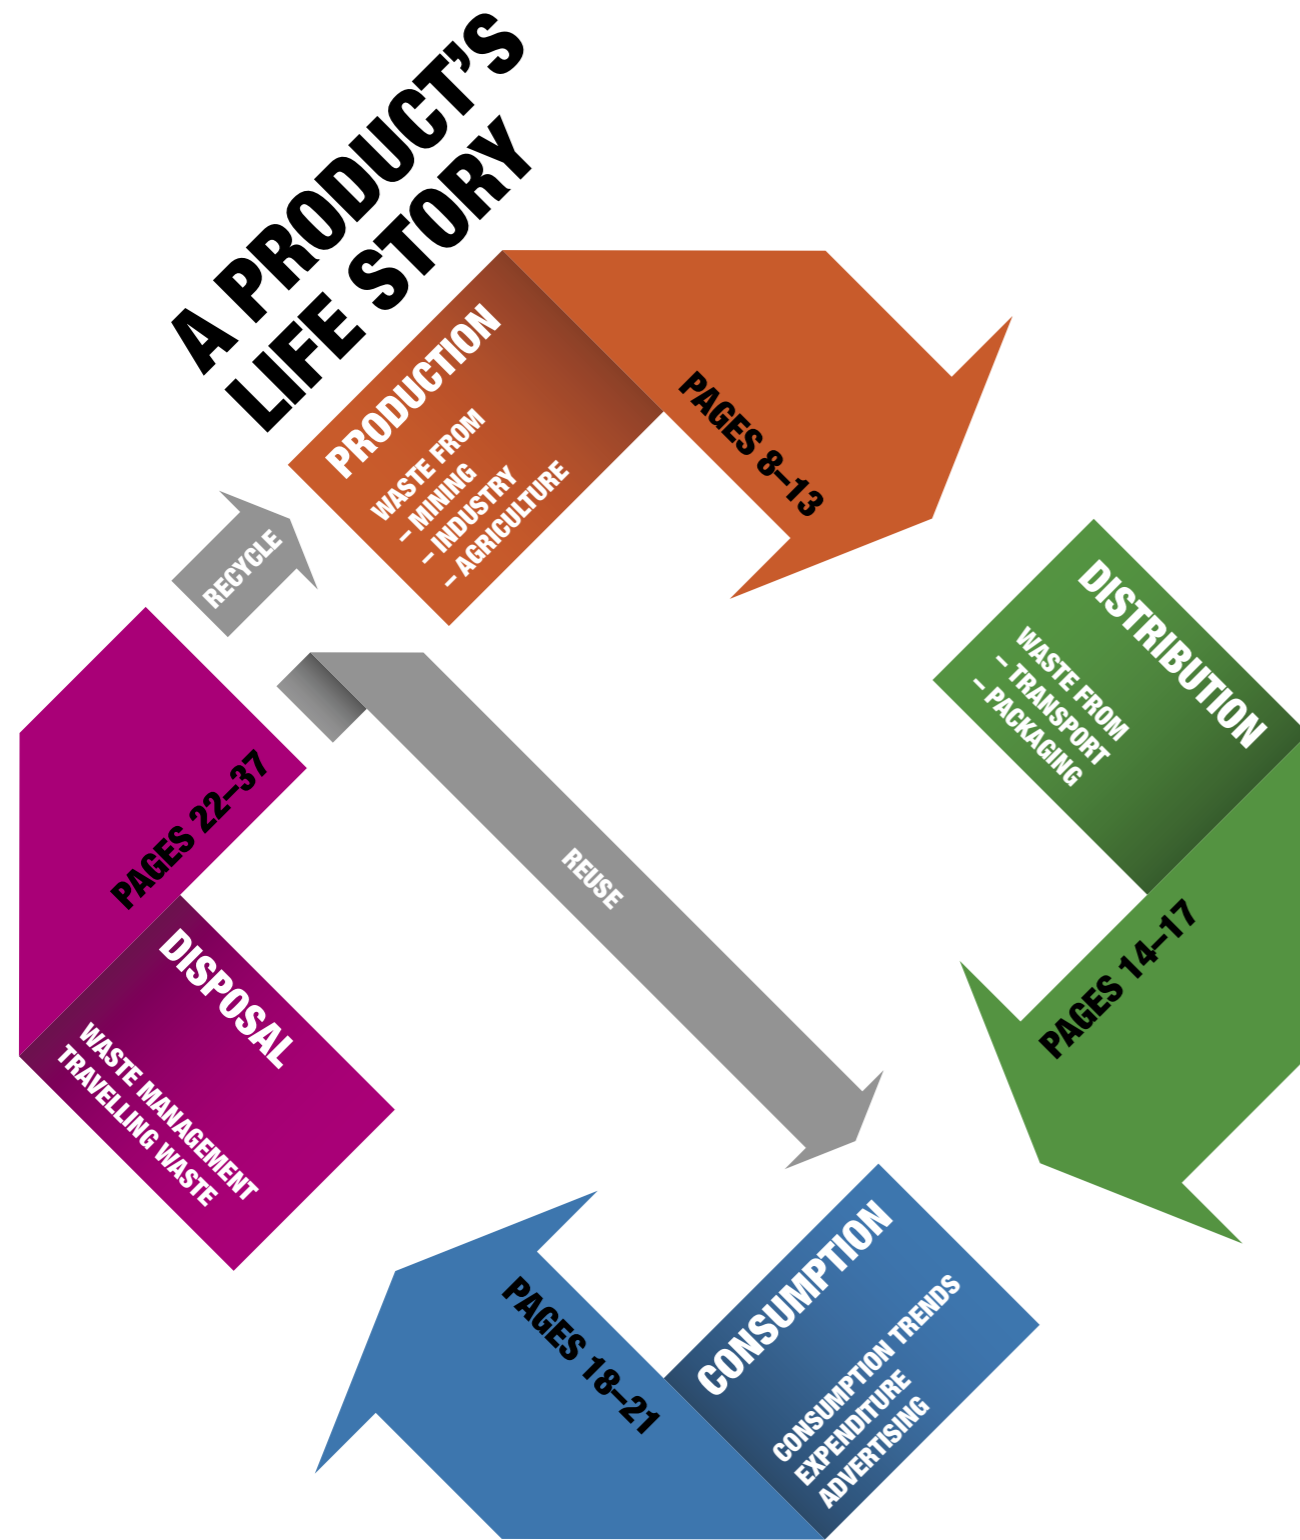 A PRODUCT'S
LIFE STORY
PRODUCTION
WASTE FROM
– MINING
– INDUSTRY
– AGRICULTURE
PAGES 8–13
DISTRIBUTION
WASTE FROM
– TRANSPORT
– PACKAGING
PAGES 14–17
CONSUMPTION
CONSUMPTION TRENDS
EXPENDITURE
ADVERTISING
PAGES 18–21
DISPOSAL
WASTE MANAGEMENT
TRAVELLING WASTE
PAGES 22–37
RECYCLE
REUSE